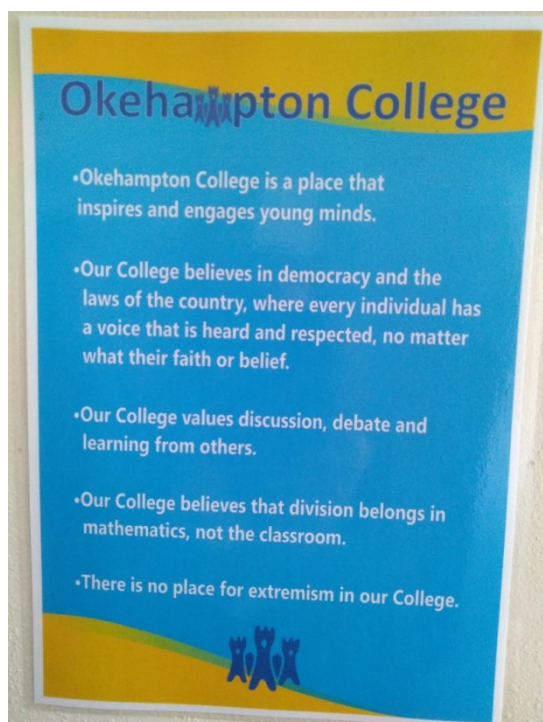 Okehampton College
•Okehampton College is a place that
inspires and engages young minds.
•Our College believes in democracy and the
laws of the country, where every individual has
a voice that is heard and respected, no matter
what their faith or belief.
•Our College values discussion, debate and
learning from others.
•Our College believes that division belongs in
mathematics, not the classroom.
•There is no place for extremism in our College.